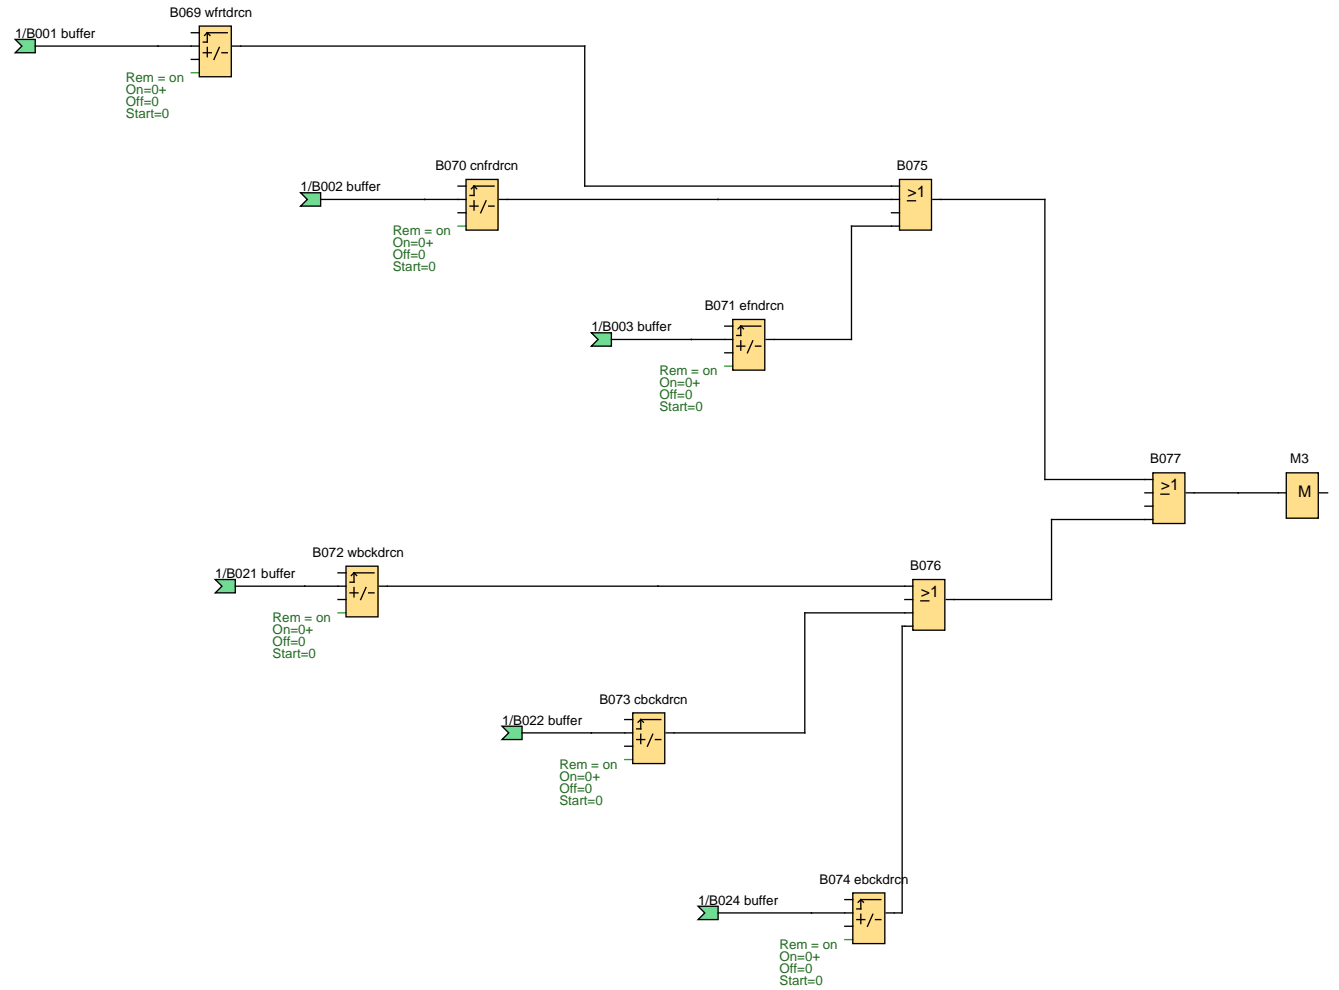 B069 wfrtdrcn
1/B001 buffer
+/−
Rem = on
On=0+
Off=0
Start=0
B070 cnfrdrcn
B075
1/B002 buffer
+/−
≥1
Rem = on
On=0+
Off=0
Start=0
B071 efndrcn
1/B003 buffer
+/−
Rem = on
On=0+
Off=0
Start=0
B077
M3
≥1
M
B072 wbckdrcn
B076
1/B021 buffer
+/−
≥1
Rem = on
On=0+
Off=0
Start=0
B073 cbckdrcn
1/B022 buffer
+/−
Rem = on
On=0+
Off=0
Start=0
B074 ebckdrcn
1/B024 buffer
+/−
Rem = on
On=0+
Off=0
Start=0